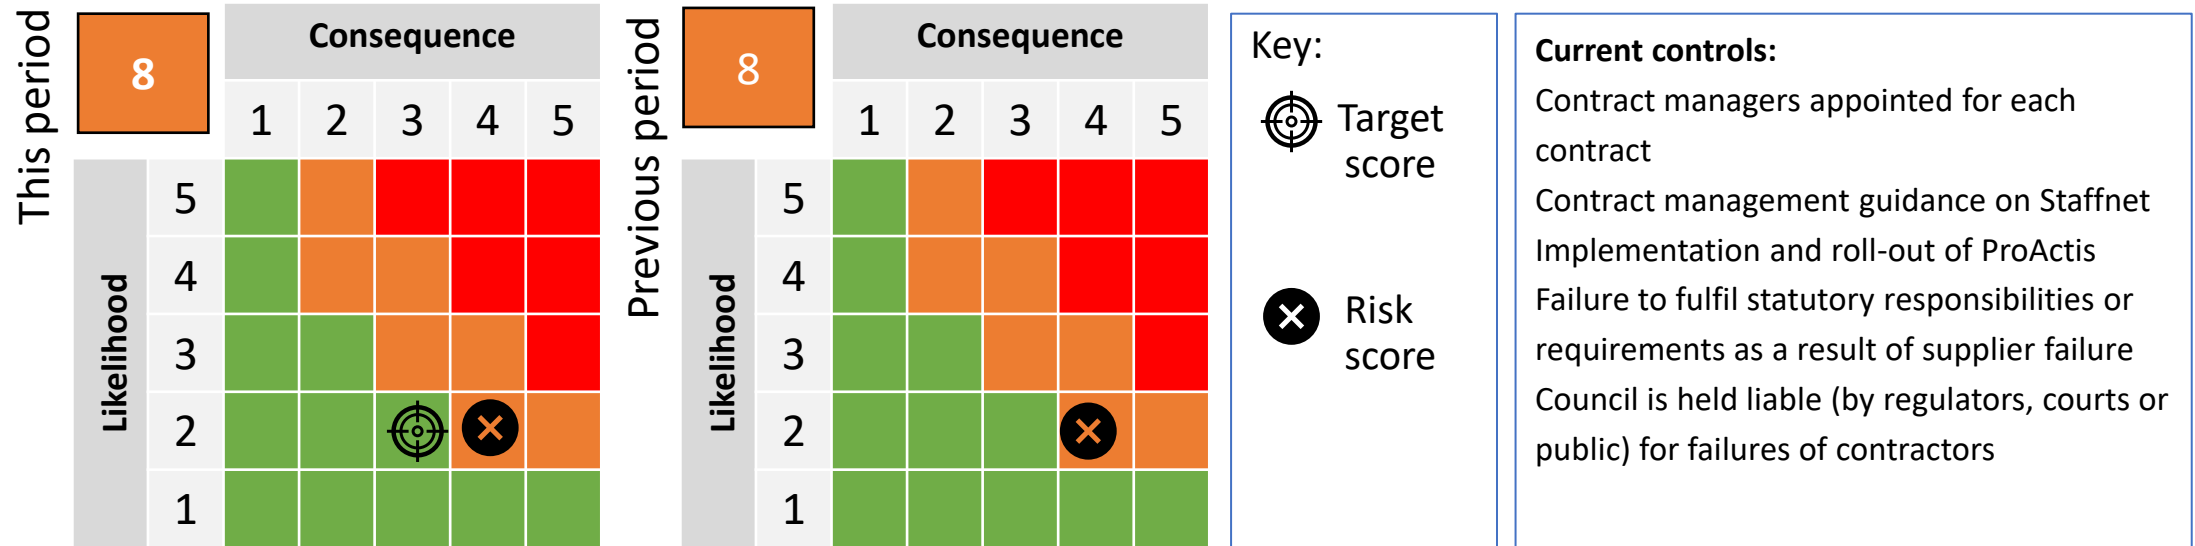 This period
8
Consequence
1 2 3 4 5
Likelihood
5
4
3
2
1
Previous period
8
Consequence
1 2 3 4 5
Likelihood
5
4
3
2
1
Key:
Target
score
Risk
score
Current controls:
Contract managers appointed for each
contract
Contract management guidance on Staffnet
Implementation and roll-out of ProActis
Failure to fulfil statutory responsibilities or
requirements as a result of supplier failure
Council is held liable (by regulators, courts or
public) for failures of contractors